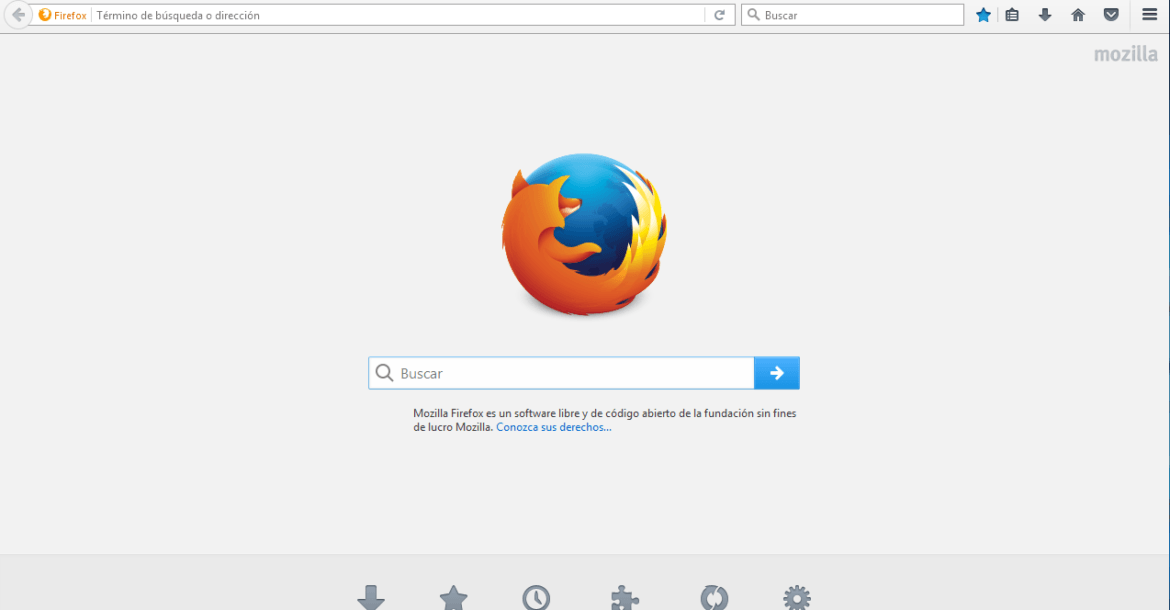 Firefox Término de búsqueda o dirección Buscar
mozilla
Buscar
Mozilla Firefox es un software libre y de código abierto de la fundación sin fines
de lucro Mozilla. Conozca sus derechos...